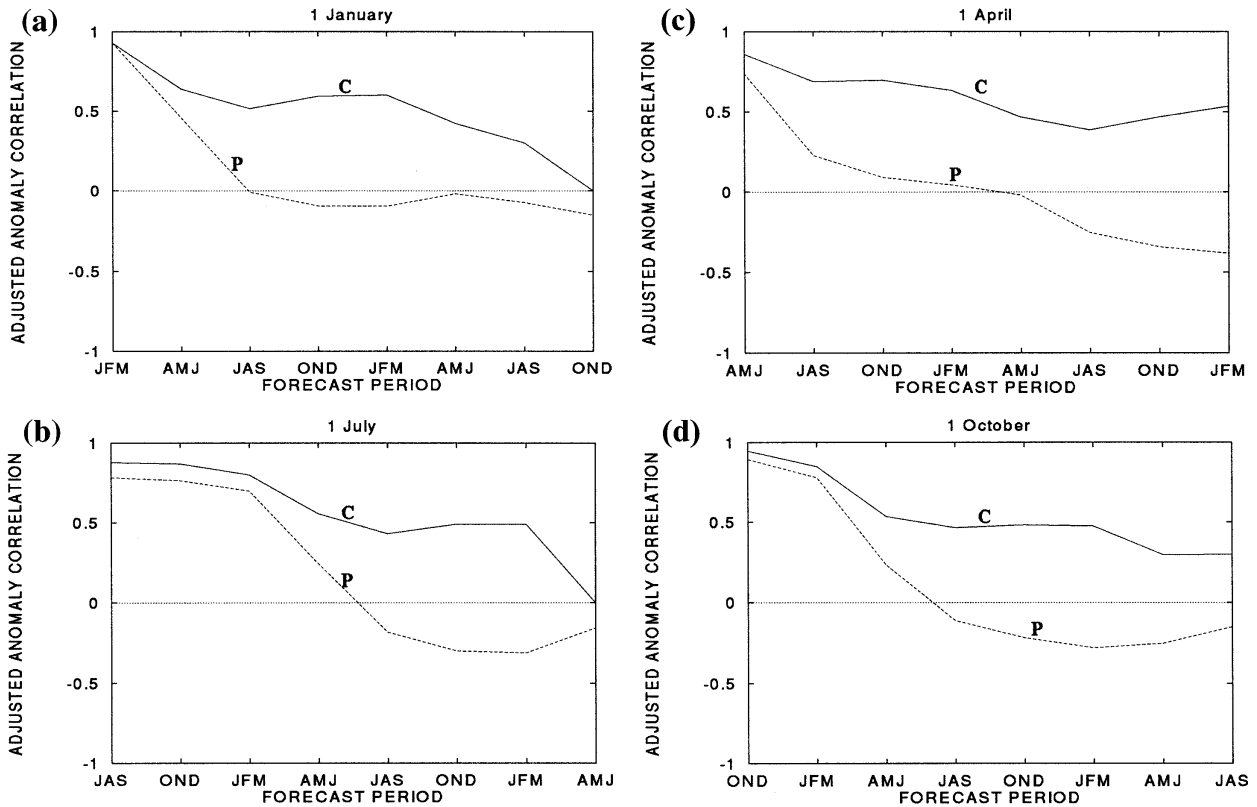 (a)
1 January
ADJUSTED ANOMALY CORRELATION
1
0.5
0
-0.5
-1
C
P
JFM AMJ JAS OND JFM AMJ JAS OND
FORECAST PERIOD
(c)
1 April
ADJUSTED ANOMALY CORRELATION
1
0.5
0
-0.5
-1
C
P
AMJ JAS OND JFM AMJ JAS OND JFM
FORECAST PERIOD
(b)
1 July
ADJUSTED ANOMALY CORRELATION
1
0.5
0
-0.5
-1
C
P
JAS OND JFM AMJ JAS OND JFM AMJ
FORECAST PERIOD
(d)
1 October
ADJUSTED ANOMALY CORRELATION
1
0.5
0
-0.5
-1
C
P
OND JFM AMJ JAS OND JFM AMJ JAS
FORECAST PERIOD